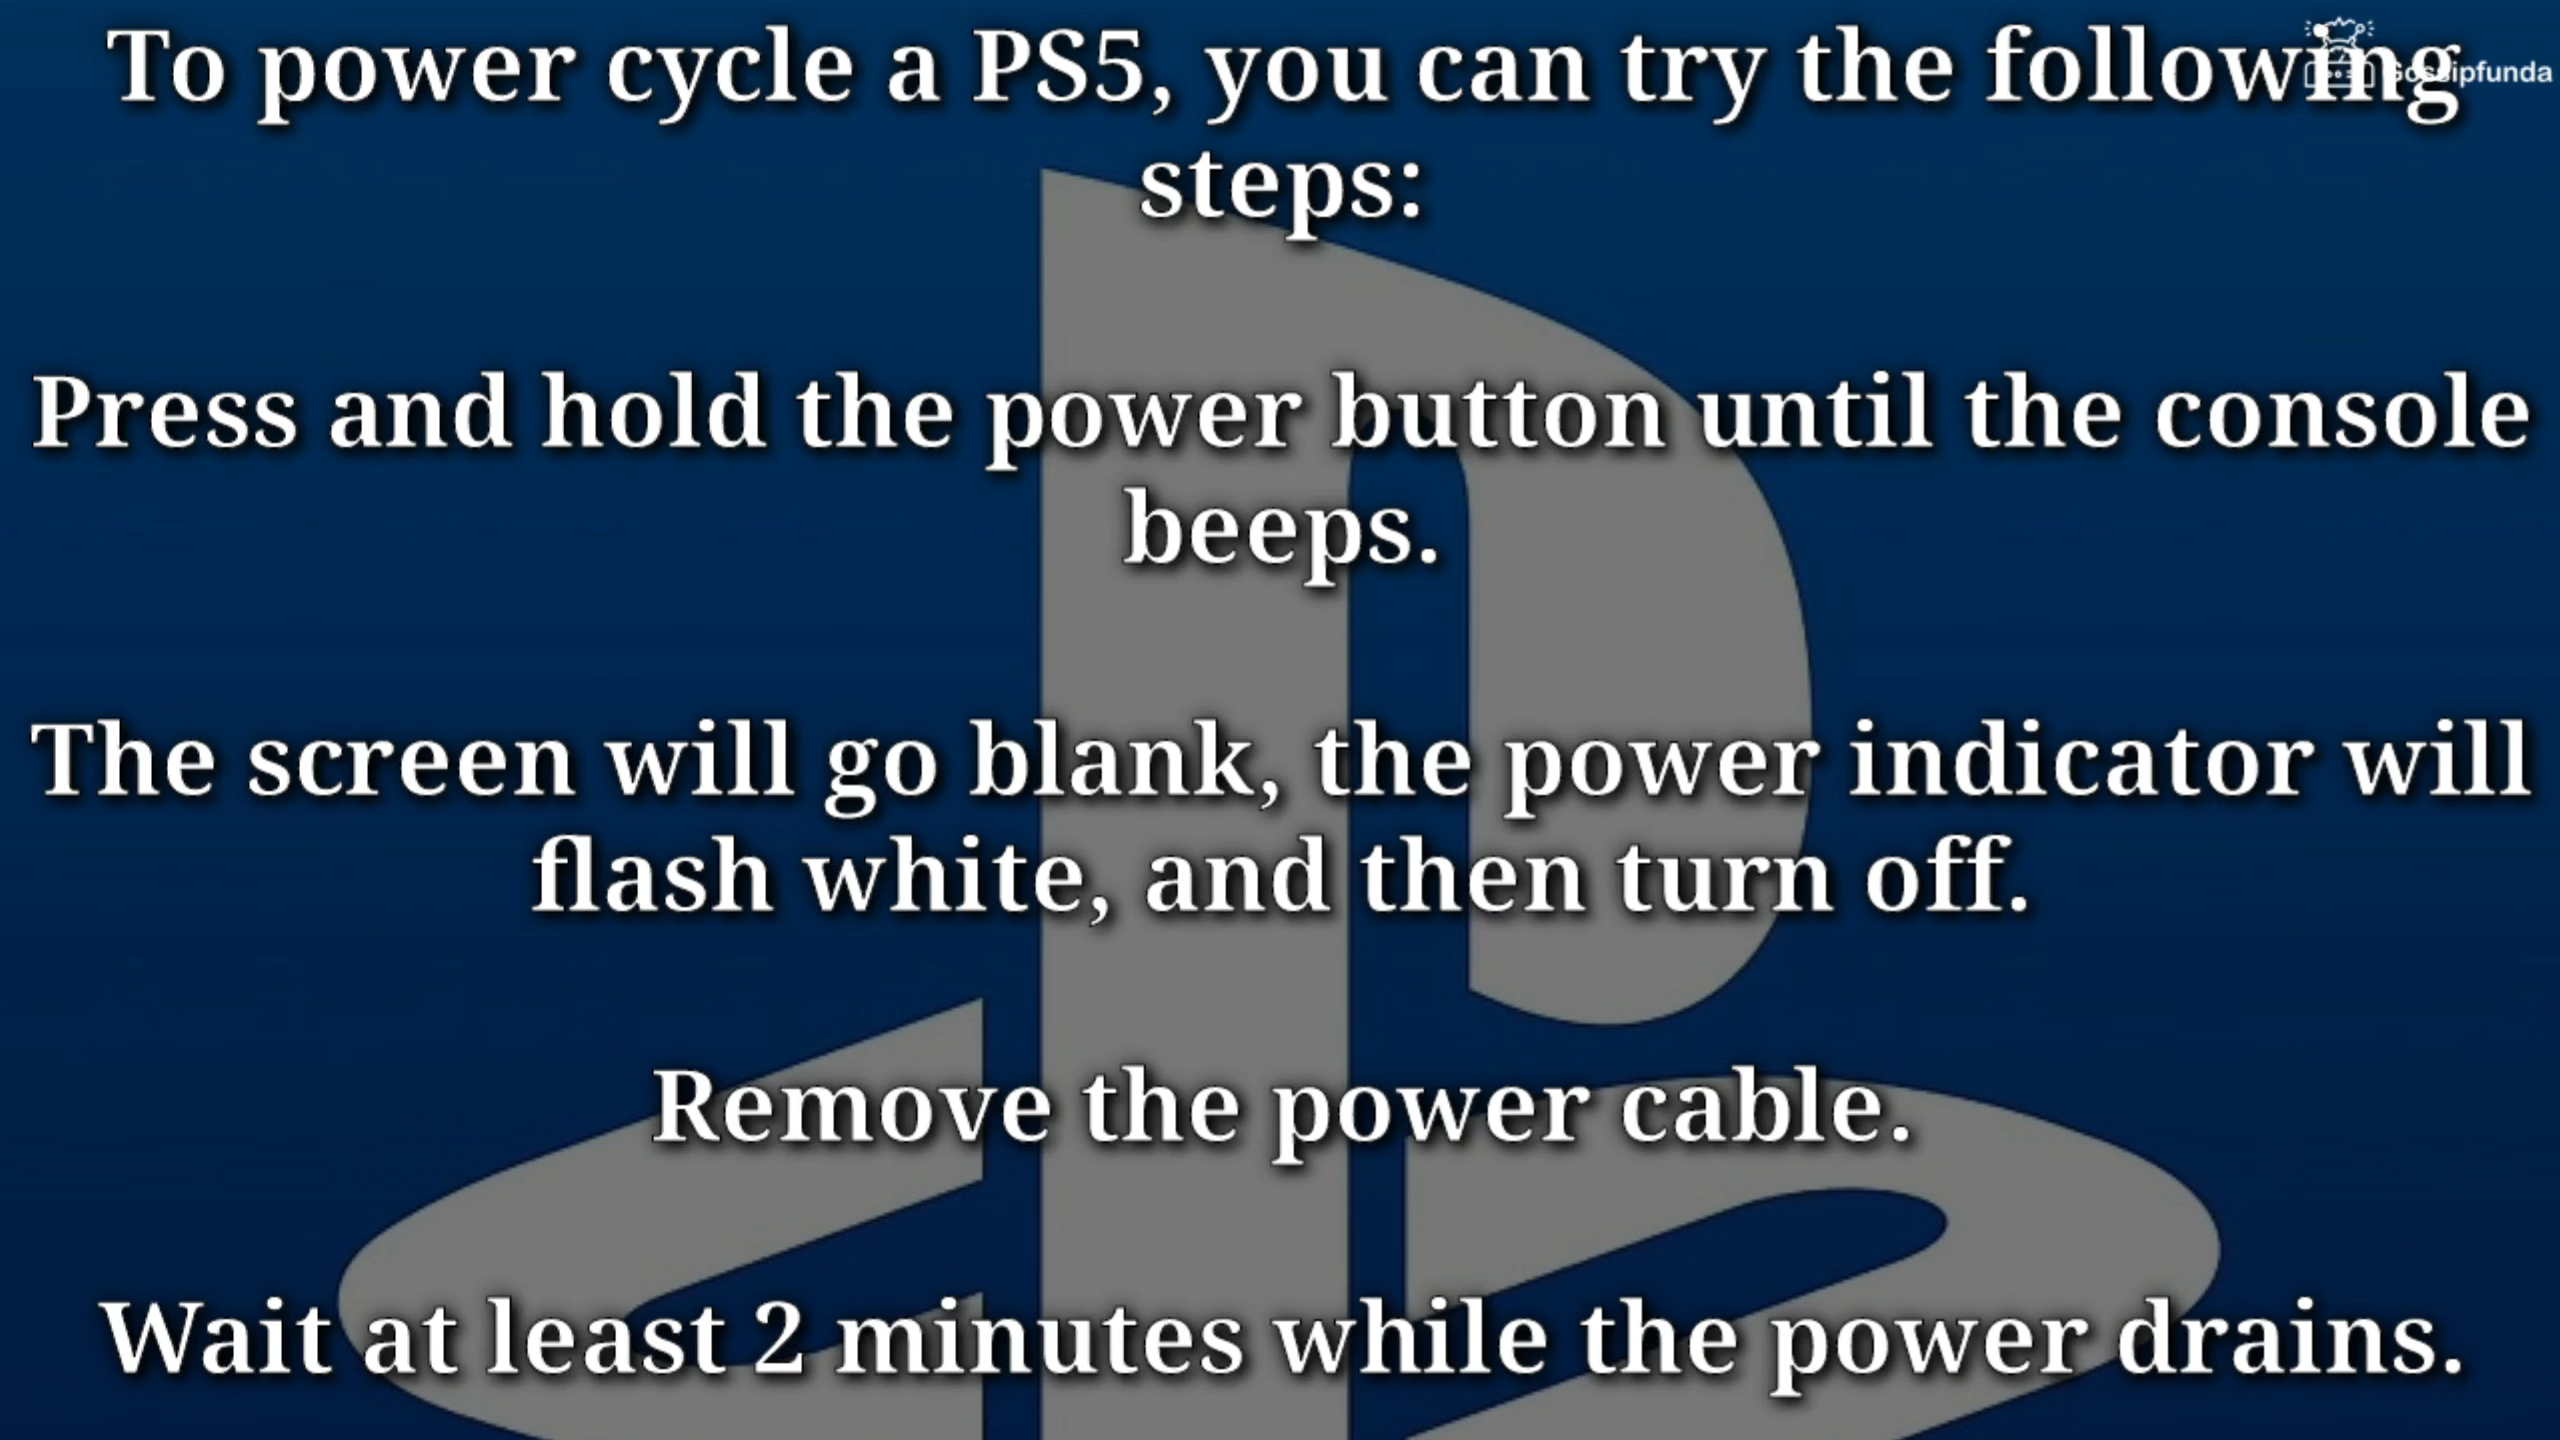 To power cycle a PS5, you can try the following
steps:
Gossipfunda
Press and hold the power button until the console
beeps.
The screen will go blank, the power indicator will
flash white, and then turn off.
Remove the power cable.
Wait at least 2 minutes while the power drains.